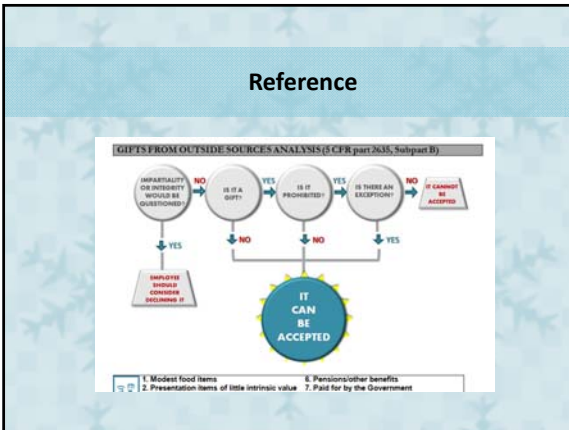 Reference
GIFTS FROM OUTSIDE SOURCES ANALYSIS (5 CFR part 2635, Subpart B)
IMPARTIALITY
OR INTEGRITY
WOULD BE
QUESTIONED?
NO
IS IT A
GIFT?
YES
IS IT
PROHIBITED?
YES
IS THERE AN
EXCEPTION?
NO
IT CANNOT
BE
ACCEPTED
YES
NO
NO
YES
EMPLOYEE
SHOULD
CONSIDER
DECLINING IT
IT
CAN
BE
ACCEPTED
1. Modest food items
2. Presentation items of little intrinsic value
6. Pensions/other benefits
7. Paid for by the Government